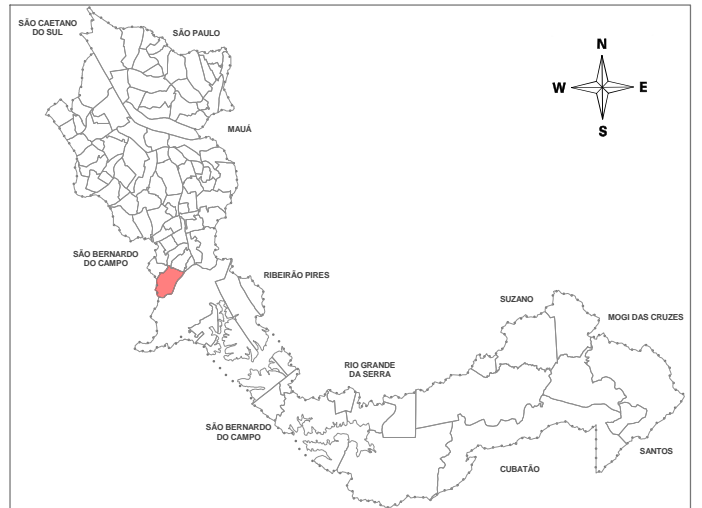 SÃO CAETANO
DO SUL
SÃO PAULO
N
W
E
S
MAUÁ
SÃO BERNARDO
DO CAMPO
RIBEIRÃO PIRES
SUZANO
MOGI DAS CRUZES
RIO GRANDE
DA SERRA
SÃO BERNARDO
DO CAMPO
SANTOS
CUBATÃO